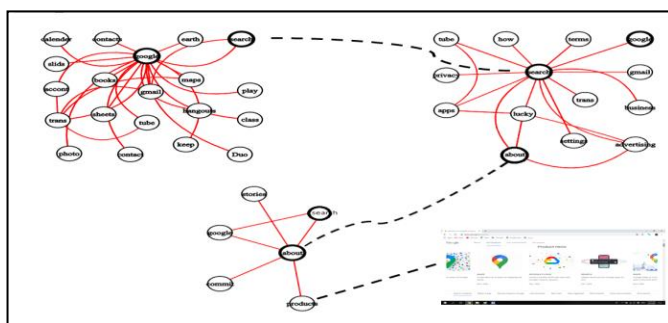 calender
contacts
earth
search
google
slids
account
books
maps
play
gmail
trans
sheets
tube
hangouts
class
photo
contact
keep
Duo
tube
how
terms
google
privacy
search
gmail
apps
lucky
trans
business
about
settings
advertising
stories
search
google
about
commit
products